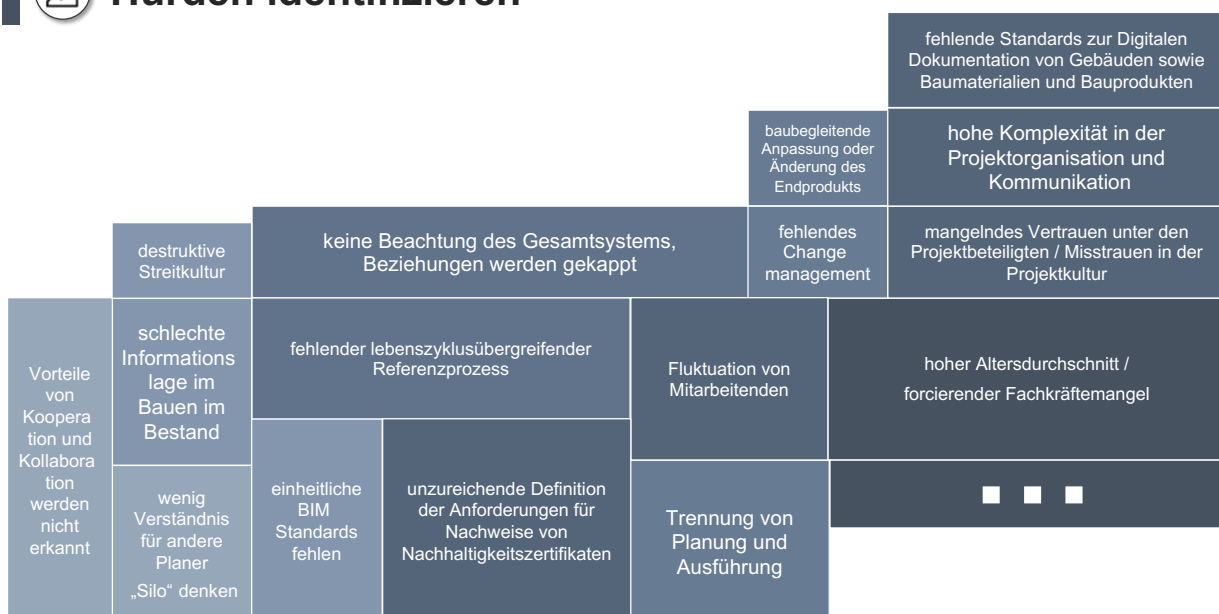 Hürden identifizieren
fehlende Standards zur Digitalen
Dokumentation von Gebäuden sowie
Baumaterialien und Bauprodukten
baubegleitende
Anpassung oder
Änderung des
Endprodukts
hohe Komplexität in der
Projektorganisation und
Kommunikation
destruktive
Streitkultur
keine Beachtung des Gesamtsystems,
Beziehungen werden gekappt
fehlendes
Change
management
mangelndes Vertrauen unter den
Projektbeteiligten / Misstrauen in der
Projektkultur
Vorteile
von
Koopera
tion und
Kollabora
tion
werden
nicht
erkannt
schlechte
Informations
lage im
Bauen im
Bestand
fehlender lebenszyklusübergreifender
Referenzprozess
Fluktuation von
Mitarbeitenden
hoher Altersdurchschnitt /
forcierender Fachkräftemangel
wenig
Verständnis
für andere
Planer
„Silo“ denken
einheitliche
BIM
Standards
fehlen
unzureichende Definition
der Anforderungen für
Nachweise von
Nachhaltigkeitszertifikaten
Trennung von
Planung und
Ausführung